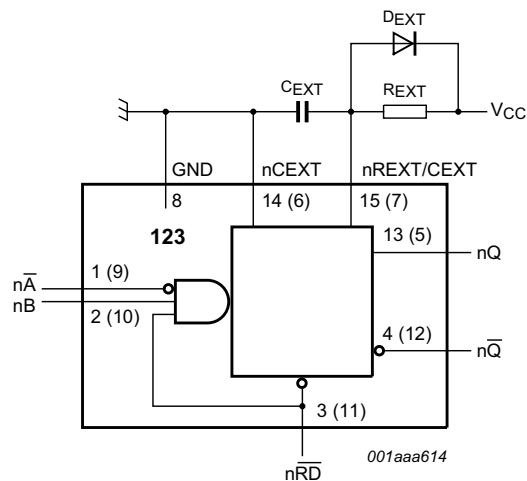 DEXT
CEXT
REXT
VCC
GND
nCEXT
nREXT/CEXT
8
14 (6)
15 (7)
123
13 (5)
nQ
nA̅
1 (9)
nB
2 (10)
4 (12)
nQ̅
3 (11)
nR̅D̅
001aaa614